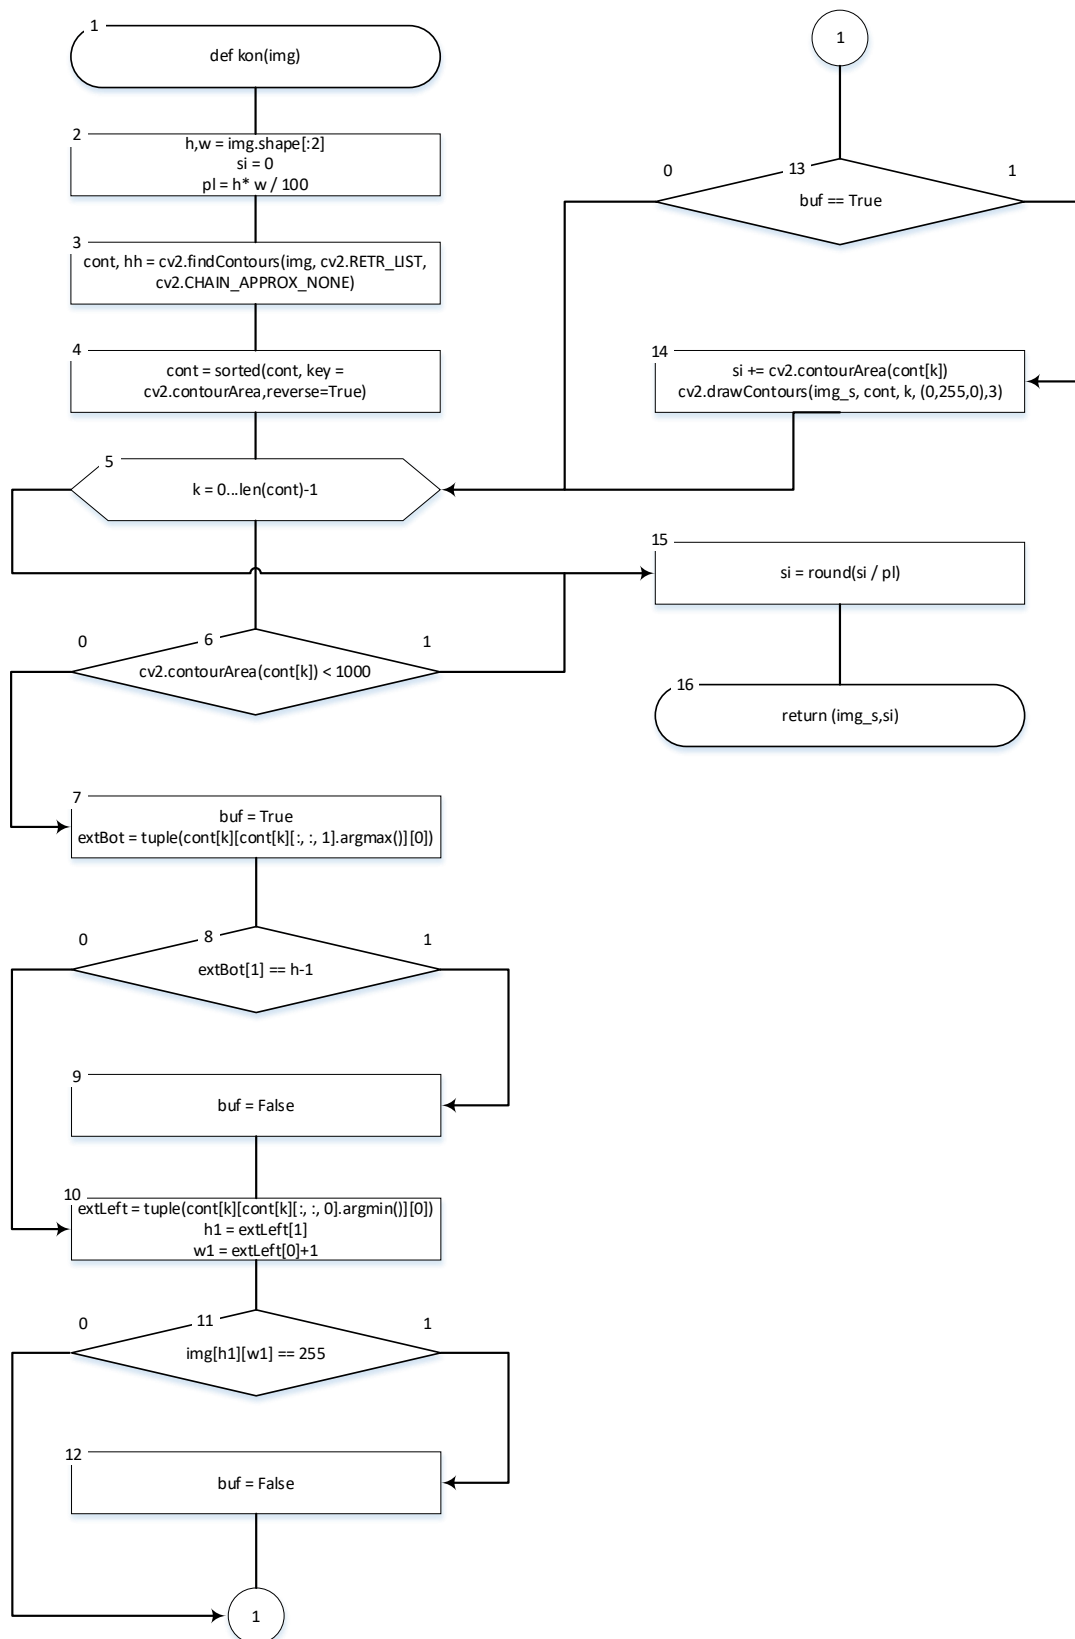 1
def kon(img)
2
h,w = img.shape[:2]
si = 0
pl = h* w / 100
3
cont, hh = cv2.findContours(img, cv2.RETR_LIST,
cv2.CHAIN_APPROX_NONE)
4
cont = sorted(cont, key =
cv2.contourArea,reverse=True)
5
k = 0...len(cont)-1
0
6
1
cv2.contourArea(cont[k]) < 1000
7
buf = True
extBot = tuple(cont[k][cont[k][:, :, 1].argmax()][0])
0
8
1
extBot[1] == h-1
9
buf = False
10
extLeft = tuple(cont[k][cont[k][:, :, 0].argmin()][0])
h1 = extLeft[1]
w1 = extLeft[0]+1
0
11
1
img[h1][w1] == 255
12
buf = False
1
1
0
13
1
buf == True
14
si += cv2.contourArea(cont[k])
cv2.drawContours(img_s, cont, k, (0,255,0),3)
15
si = round(si / pl)
16
return (img_s,si)